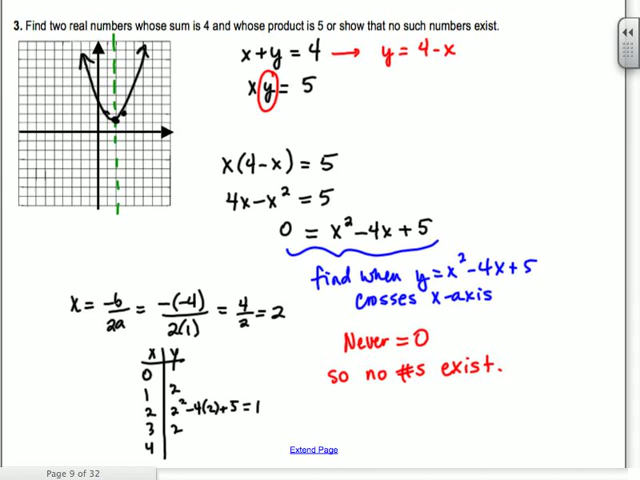 3. Find two real numbers whose sum is 4 and whose product is 5 or show that no such numbers exist.
x + y = 4 → y = 4 - x
x y = 5
x(4 - x) = 5
4x - x² = 5
0 = x² - 4x + 5
find when y = x² - 4x + 5
crosses x-axis
x = -b/2a = -(-4)/2(1) = 4/2 = 2
Never = 0
so no #s exist.
x | y
0 |
1 | 2
2 | 2² - 4(2) + 5 = 1
3 | 2
4 |
Extend Page
Page 9 of 32